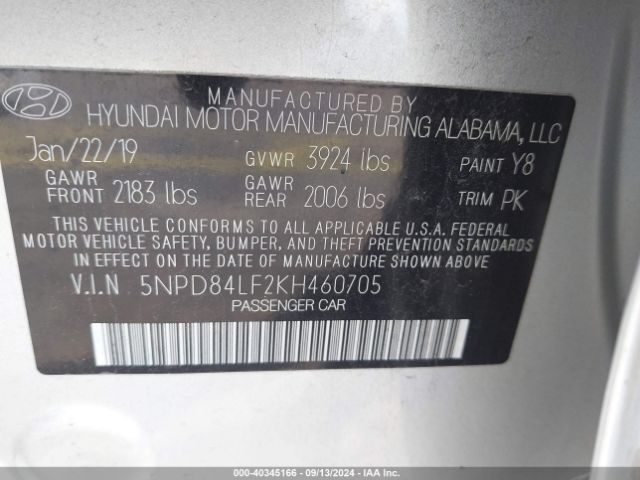 MANUFACTURED BY
HYUNDAI MOTOR MANUFACTURING ALABAMA, LLC
Jan/22/19 GVWR 3924 lbs PAINT Y8
GAWR FRONT 2183 lbs GAWR REAR 2006 lbs TRIM PK
THIS VEHICLE CONFORMS TO ALL APPLICABLE U.S.A. FEDERAL
MOTOR VEHICLE SAFETY, BUMPER, AND THEFT PREVENTION STANDARDS
IN EFFECT ON THE DATE OF MANUFACTURE SHOWN ABOVE.
V.I.N 5NPD84LF2KH460705
PASSENGER CAR
000-40345166 - 09/13/2024 - IAA Inc.